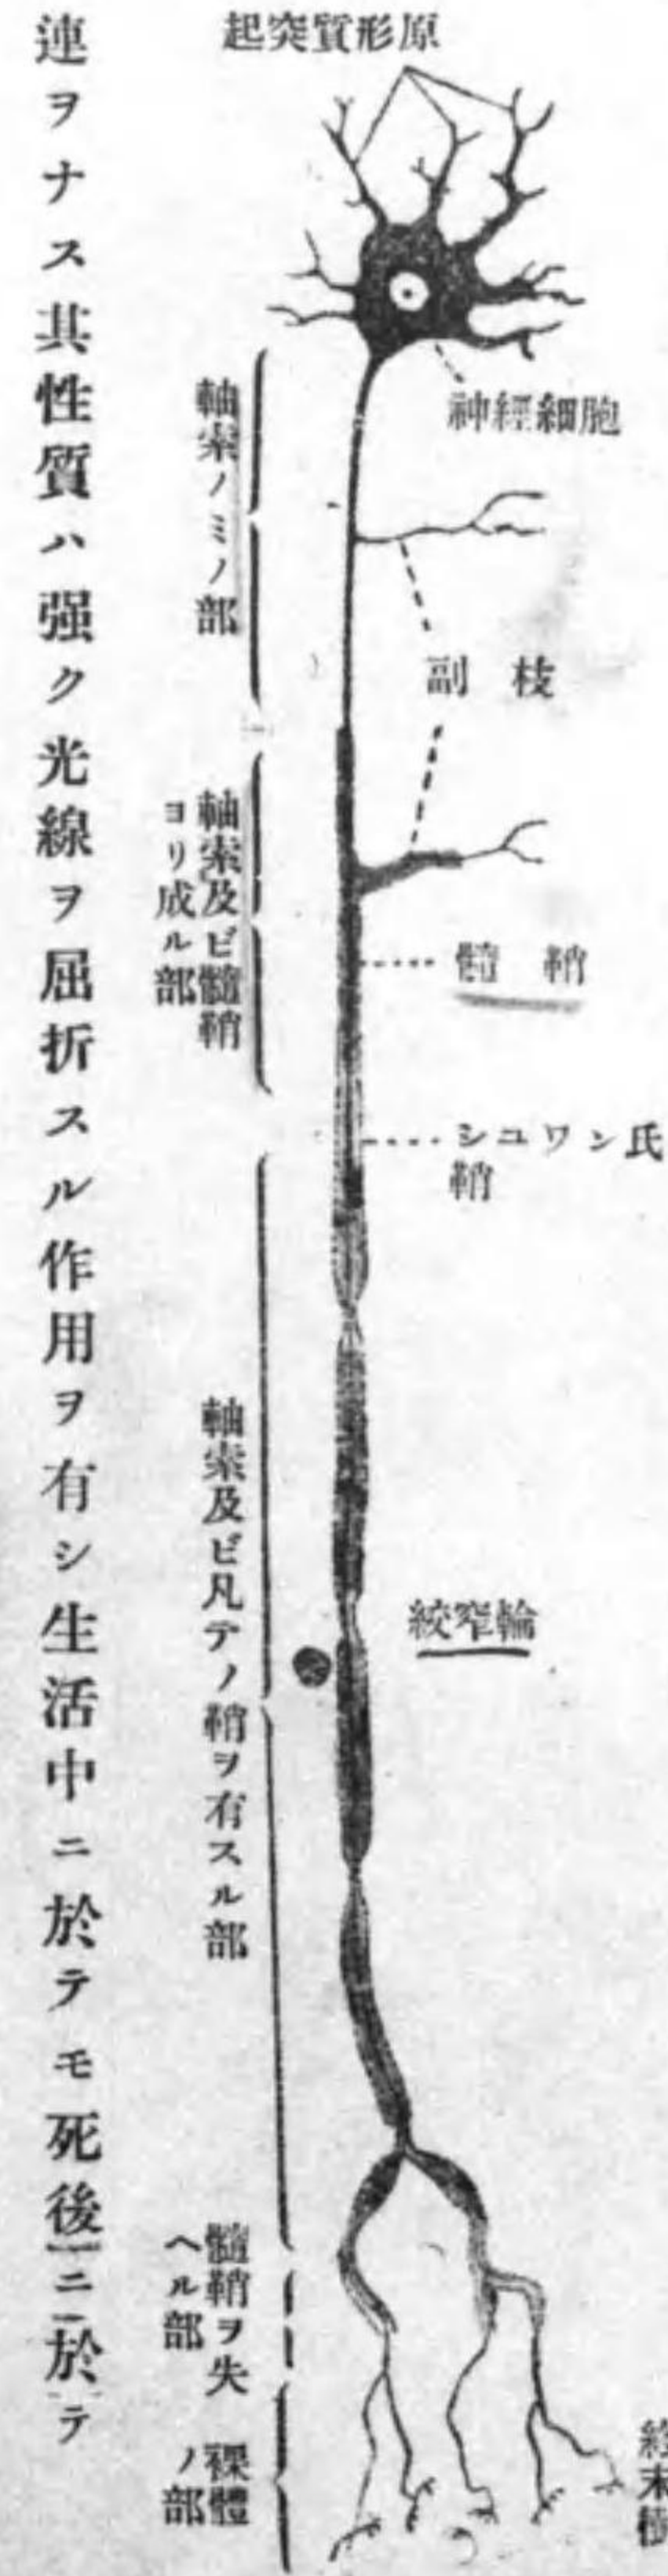 起突質形原
神經細胞
軸索ノミノ部
副枝
軸索及ビ髓鞘
ヨリ成ル部
髓鞘
シユワン氏
鞘
軸索及ビ凡テノ鞘ヲ有スル部
絞窄輪
髓鞘ヲ失
ヘル部
裸體
ノ部
終末樹
連ヲナス其性質ハ强ク光線ヲ屈折スル作用ヲ有シ生活中ニ於テモ死後ニ於テ